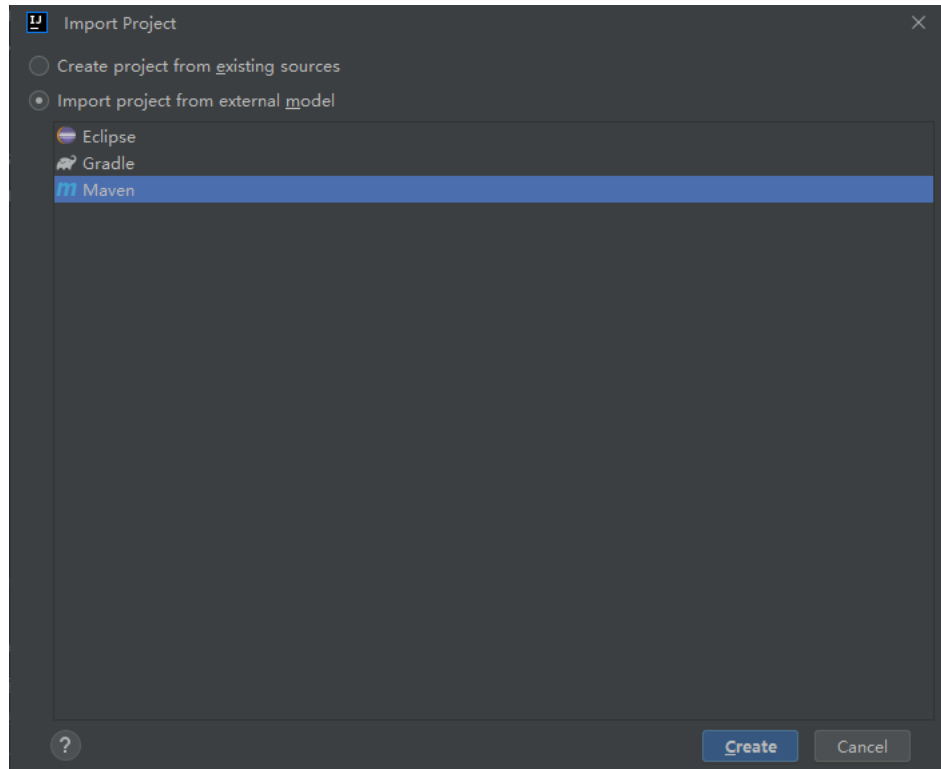 IJ Import Project
Create project from existing sources
Import project from external model
Eclipse
Gradle
m Maven
?
Create Cancel